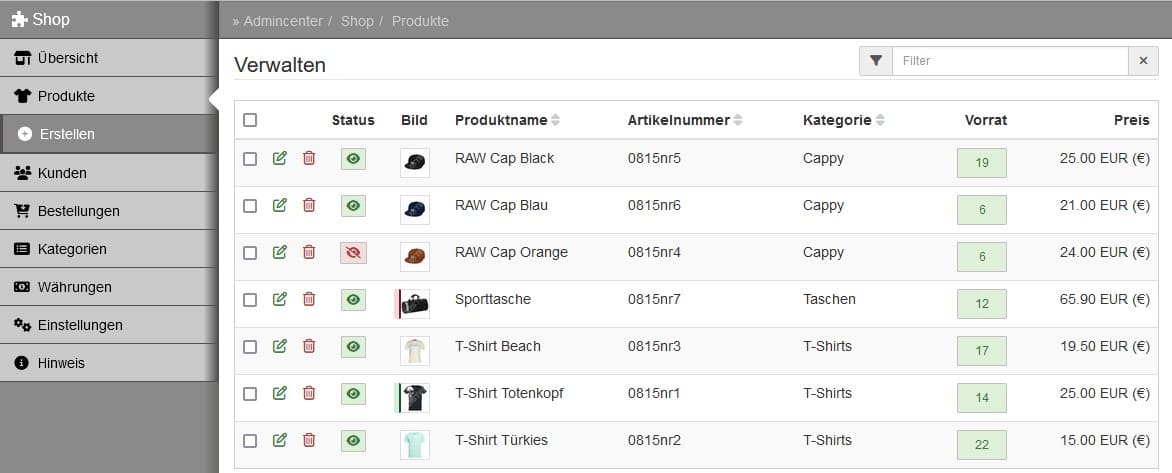 Shop
» Admincenter / Shop / Produkte
Übersicht
Produkte
Erstellen
Kunden
Bestellungen
Kategorien
Währungen
Einstellungen
Hinweis
Verwalten
Filter
Status Bild Produktname Artikelnummer Kategorie Vorrat Preis
RAW Cap Black 0815nr5 Cappy 19 25.00 EUR (€)
RAW Cap Blau 0815nr6 Cappy 6 21.00 EUR (€)
RAW Cap Orange 0815nr4 Cappy 6 24.00 EUR (€)
Sporttasche 0815nr7 Taschen 12 65.90 EUR (€)
T-Shirt Beach 0815nr3 T-Shirts 17 19.50 EUR (€)
T-Shirt Totenkopf 0815nr1 T-Shirts 14 25.00 EUR (€)
T-Shirt Türkies 0815nr2 T-Shirts 22 15.00 EUR (€)